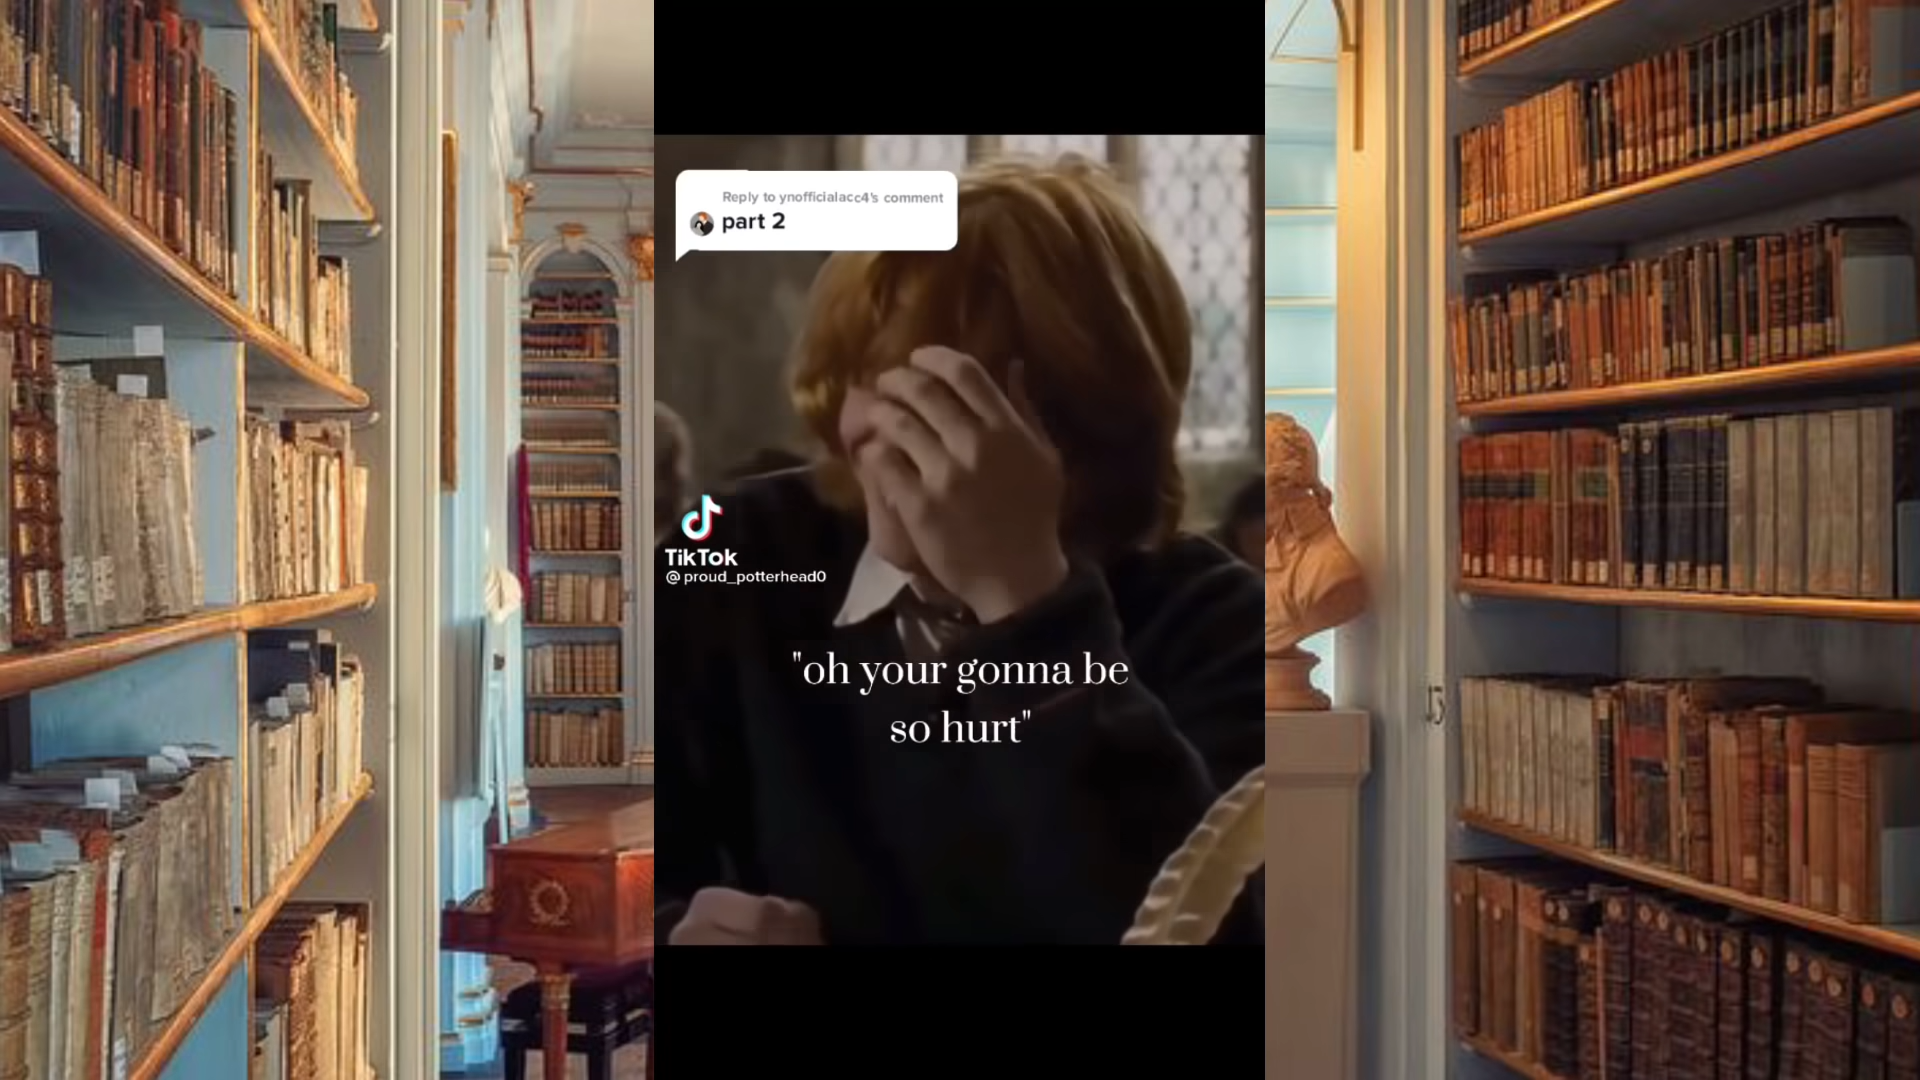 Reply to ynofficialacc4's comment
part 2
TikTok
@proud_potterhead0
"oh your gonna be
so hurt"